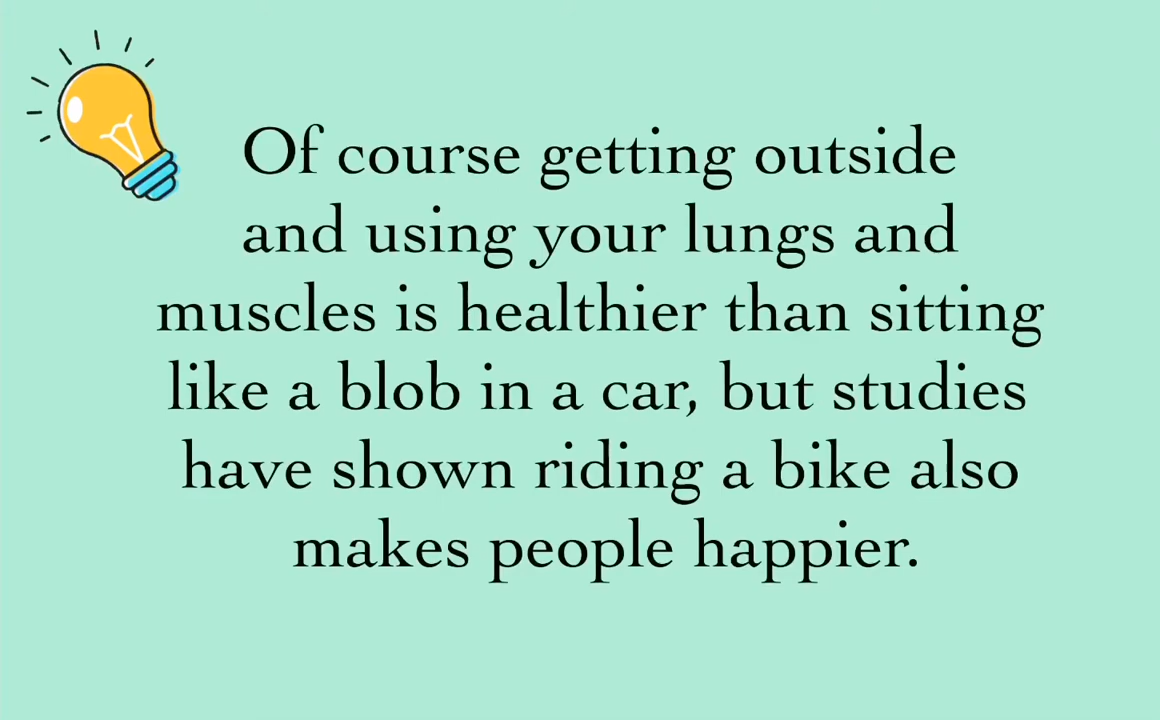 Of course getting outside
and using your lungs and
muscles is healthier than sitting
like a blob in a car, but studies
have shown riding a bike also
makes people happier.